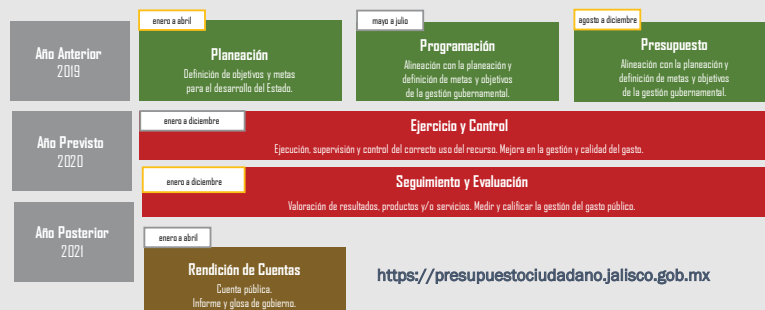 Año Anterior
2019
enero a abril
Planeación
Definición de objetivos y metas
para el desarrollo del Estado.
mayo a julio
Programación
Alineación con la planeación y
definición de metas y objetivos
de la gestión gubernamental.
agosto a diciembre
Presupuesto
Alineación con la planeación y
definición de metas y objetivos
de la gestión gubernamental.
Año Previsto
2020
enero a diciembre
Ejercicio y Control
Ejecución, supervisión y control del correcto uso del recurso. Mejora en la gestión y calidad del gasto.
enero a diciembre
Seguimiento y Evaluación
Valoración de resultados, productos y/o servicios. Medir y calificar la gestión del gasto público.
Año Posterior
2021
enero a abril
Rendición de Cuentas
Cuenta pública.
Informe y glosa de gobierno.
https://presupuestociudadano.jalisco.gob.mx